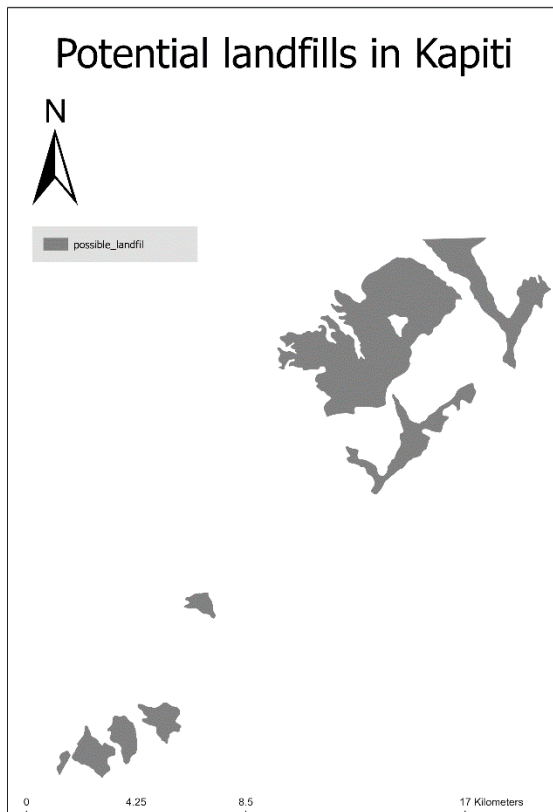 Potential landfills in Kapiti
N
possible_landfil
0 4.25 8.5 17 Kilometers